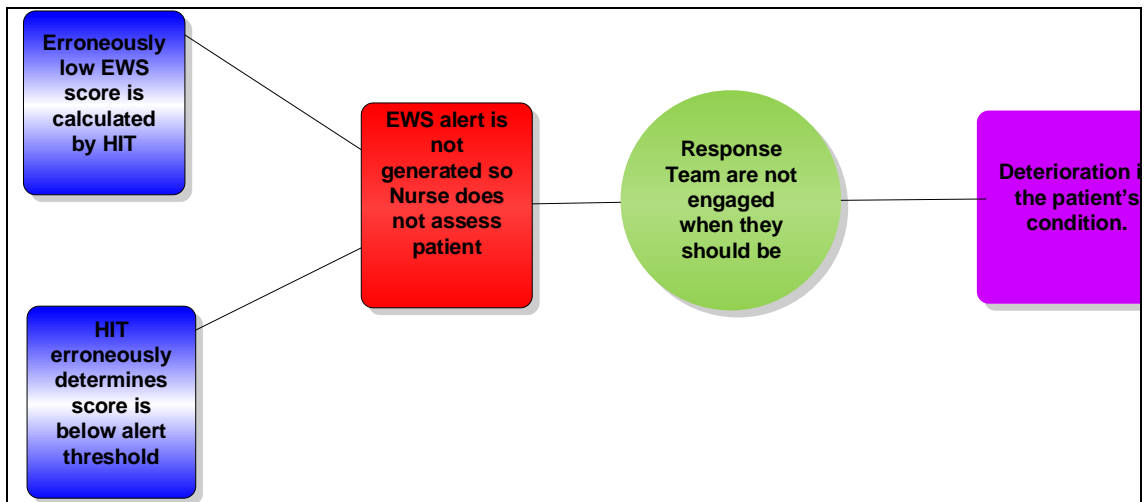 Erroneously
low EWS
score is
calculated
by HIT
HIT
erroneously
determines
score is
below alert
threshold
EWS alert is
not
generated so
Nurse does
not assess
patient
Response
Team are not
engaged
when they
should be
Deterioration i
the patient's
condition.